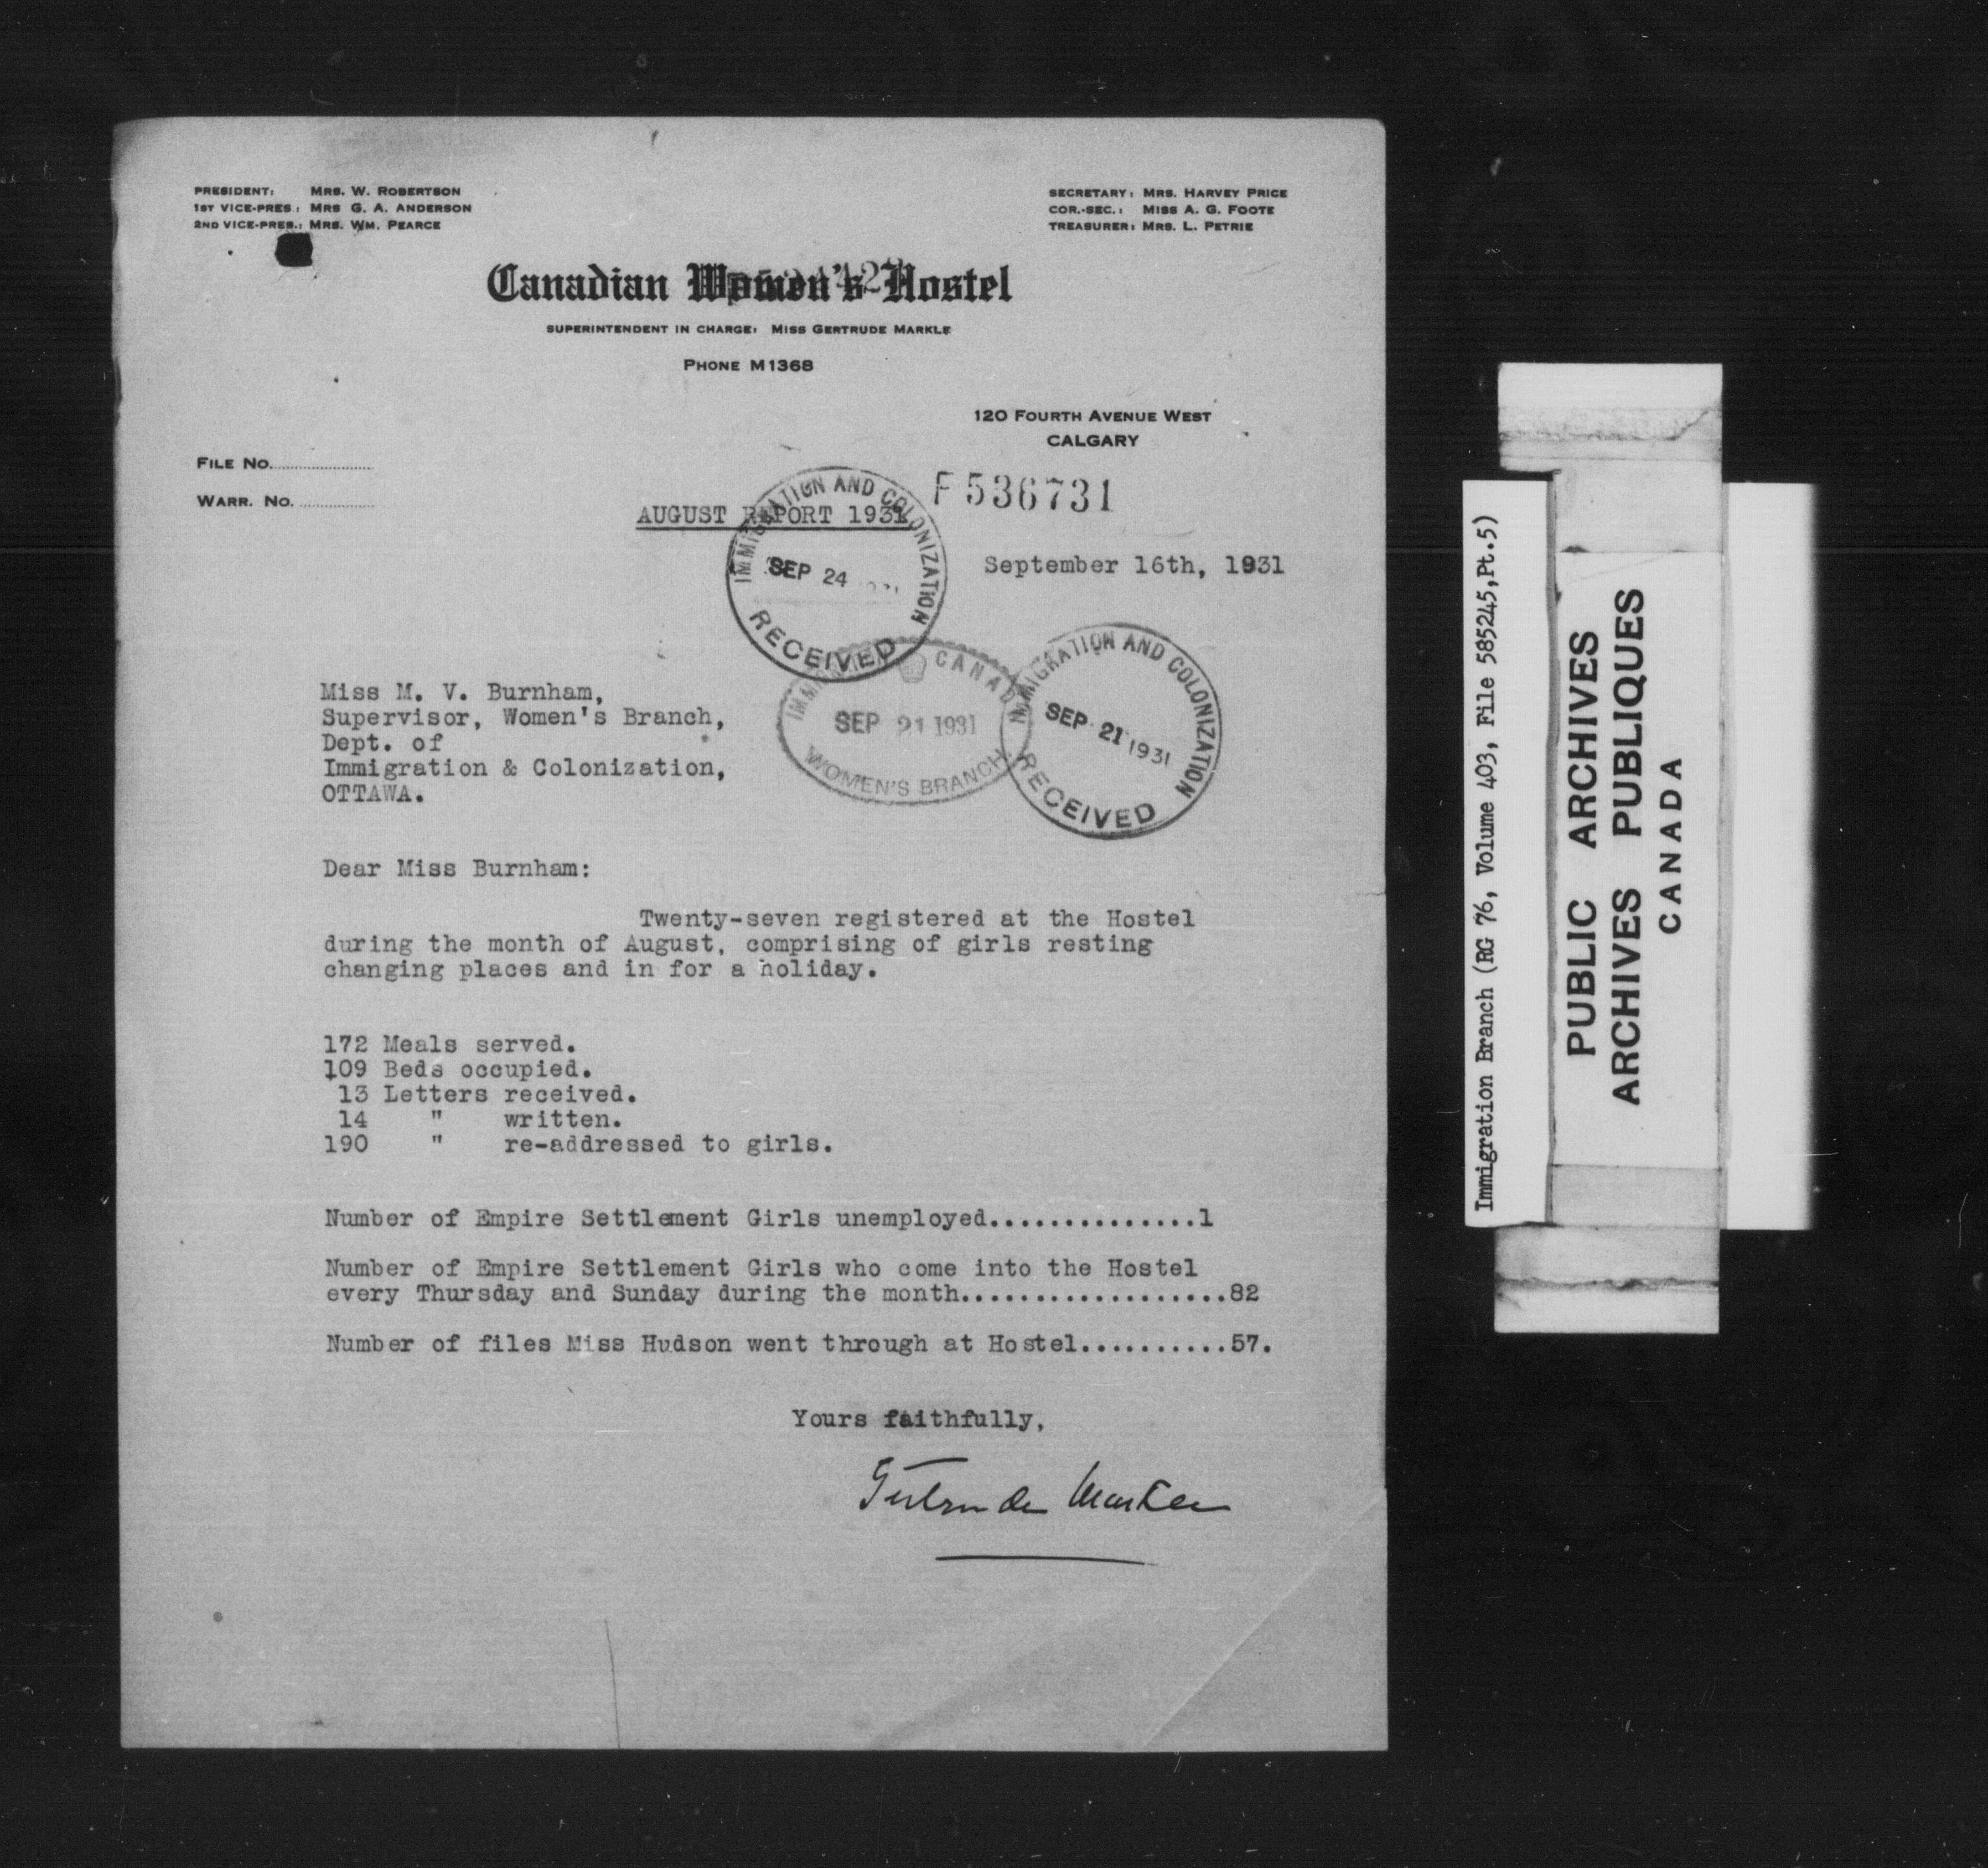 PRESIDENT: MRS. W. ROBERTSON
1ST VICE-PRES.: MRS G. A. ANDERSON
2ND VICE-PRES.: MRS. WM. PEARCE
SECRETARY: MRS. HARVEY PRICE
COR.-SEC.: MISS A. G. FOOTE
TREASURER: MRS. L. PETRIE
Canadian Women's Hostel
SUPERINTENDENT IN CHARGE: MISS GERTRUDE MARKLE
PHONE M1368
120 FOURTH AVENUE WEST
CALGARY
FILE NO.
WARR. NO.
F 536731
AUGUST REPORT 1931
IMMIGRATION AND COLONIZATION
SEP 24
RECEIVED
September 16th, 1931
CANADA
SEP 21 1931
WOMEN'S BRANCH
IMMIGRATION AND COLONIZATION
SEP 21 1931
RECEIVED
Miss M. V. Burnham,
Supervisor, Women's Branch,
Dept. of
Immigration & Colonization,
OTTAWA.
Dear Miss Burnham:
Twenty-seven registered at the Hostel
during the month of August, comprising of girls resting
changing places and in for a holiday.
172 Meals served.
109 Beds occupied.
13 Letters received.
14 " written.
190 " re-addressed to girls.
Number of Empire Settlement Girls unemployed..............1
Number of Empire Settlement Girls who come into the Hostel
every Thursday and Sunday during the month..................82
Number of files Miss Hudson went through at Hostel..........57.
Yours faithfully,
Gertrude Markle
Immigration Branch (RG 76, Volume 403, File 585245,Pt.5)
PUBLIC ARCHIVES
ARCHIVES PUBLIQUES
CANADA